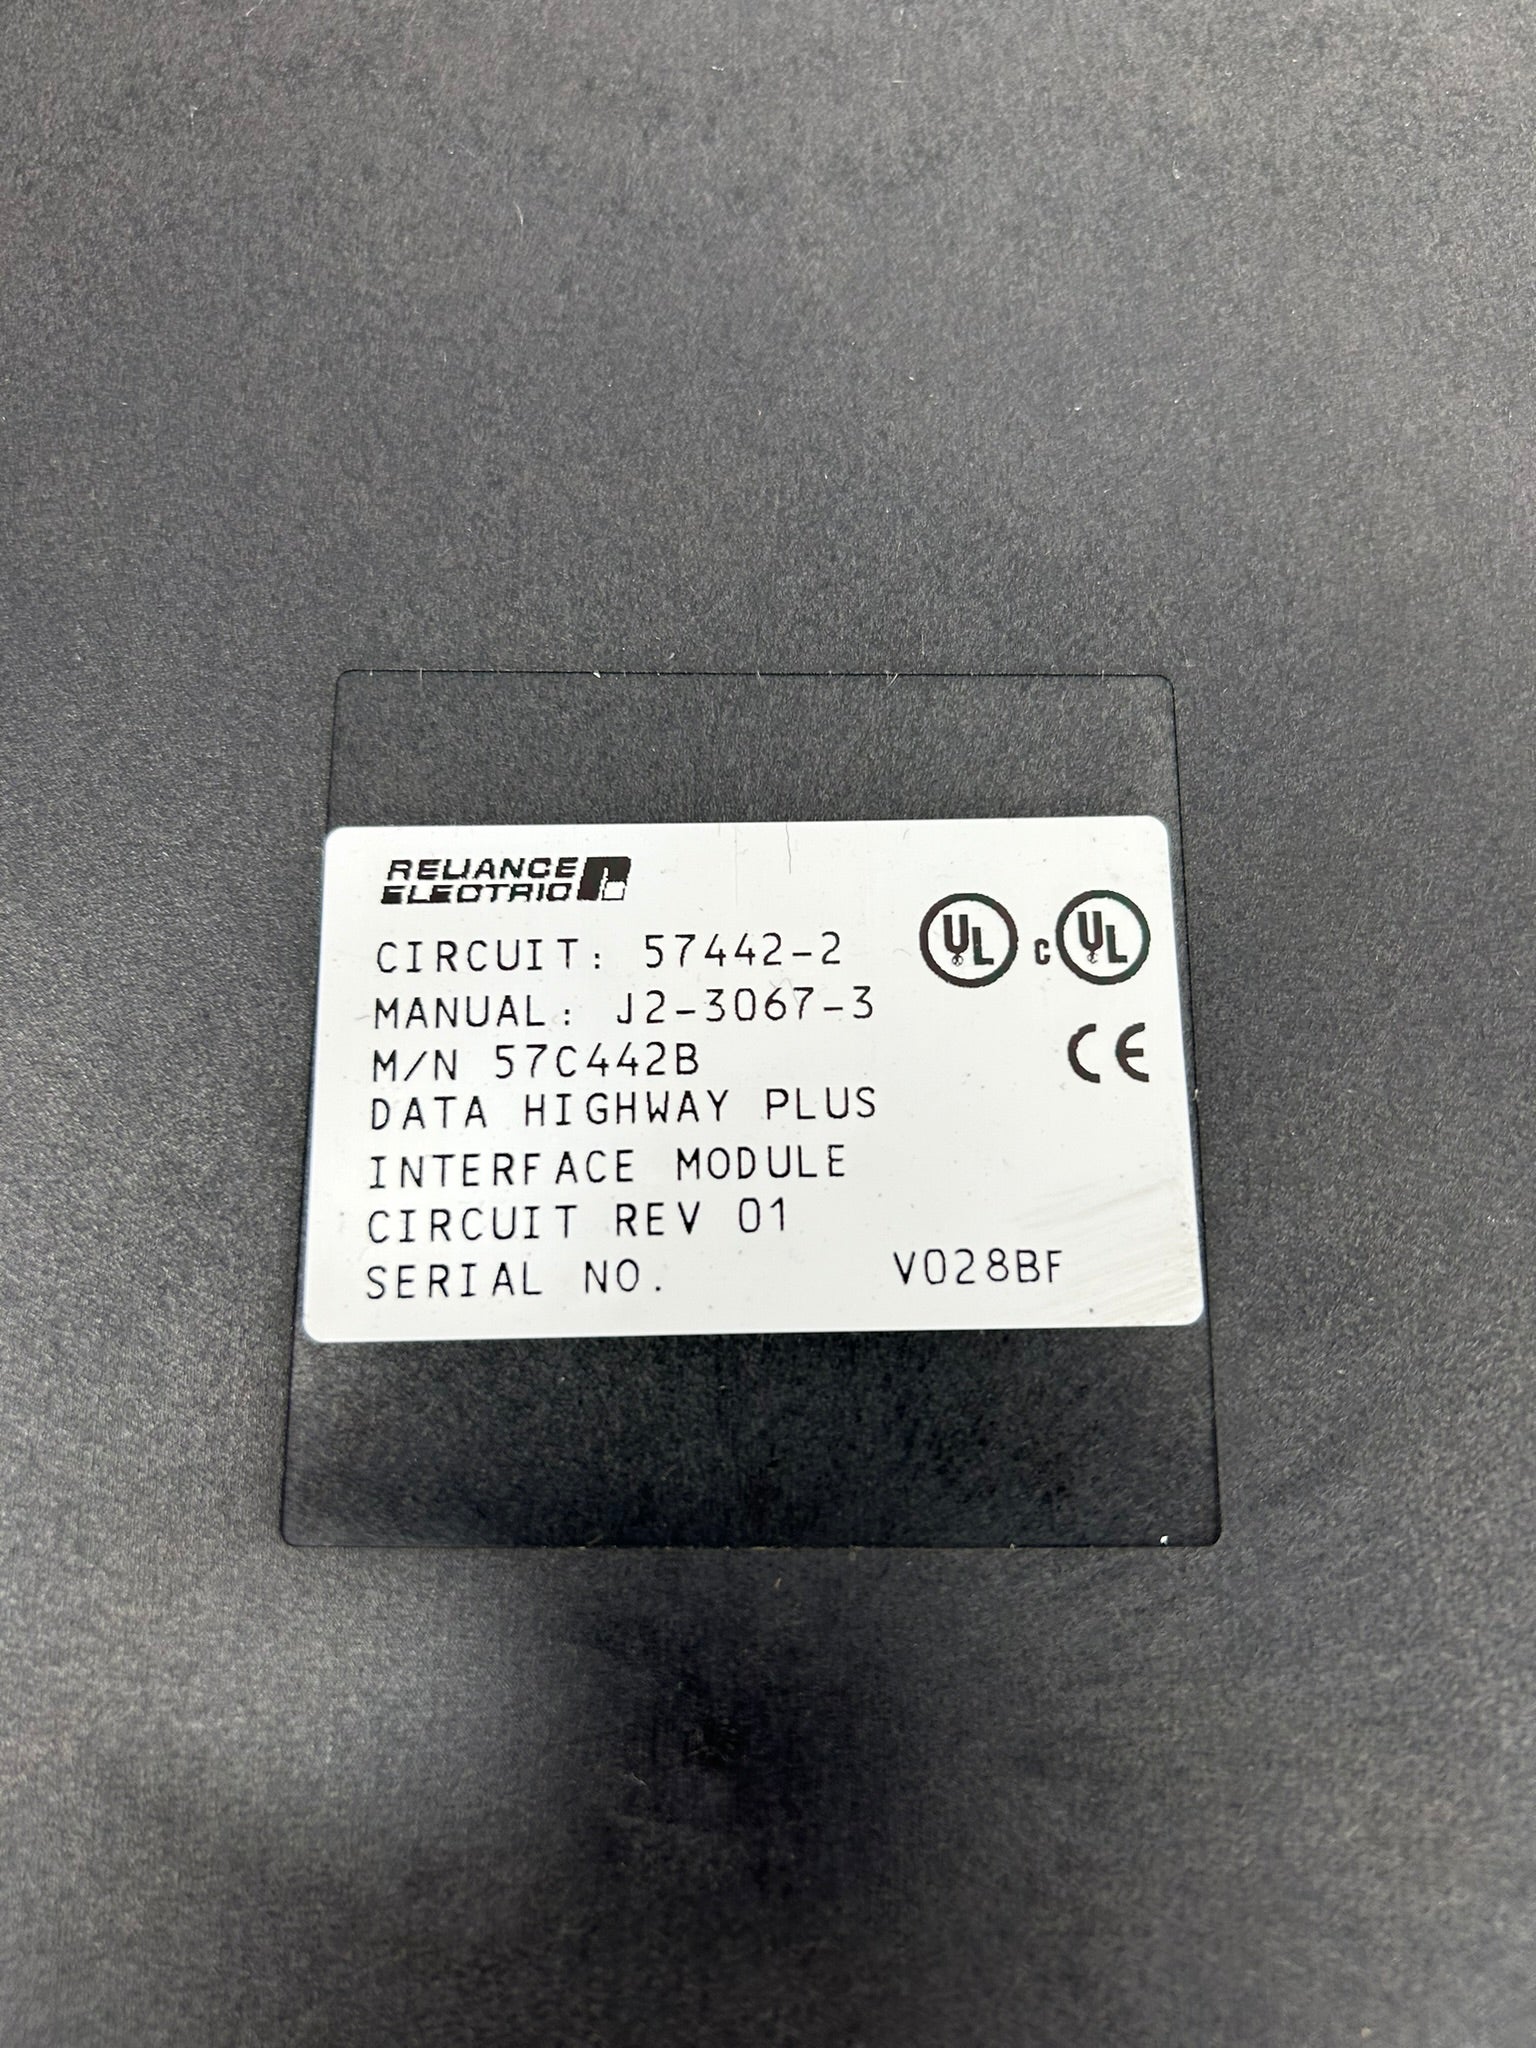 RELIANCE
ELECTRIC R
CIRCUIT: 57442-2
UL c UL
MANUAL: J2-3067-3
CE
M/N 57C442B
DATA HIGHWAY PLUS
INTERFACE MODULE
CIRCUIT REV 01
SERIAL NO. V028BF